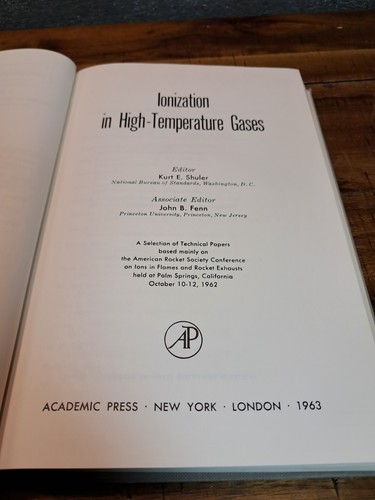 Ionization
in High-Temperature Gases
Editor
Kurt E. Shuler
National Bureau of Standards, Washington, D. C.
Associate Editor
John B. Fenn
Princeton University, Princeton, New Jersey
A Selection of Technical Papers
based mainly on
the American Rocket Society Conference
on Ions in Flames and Rocket Exhausts
held at Palm Springs, California
October 10-12, 1962
AP
ACADEMIC PRESS · NEW YORK · LONDON · 1963